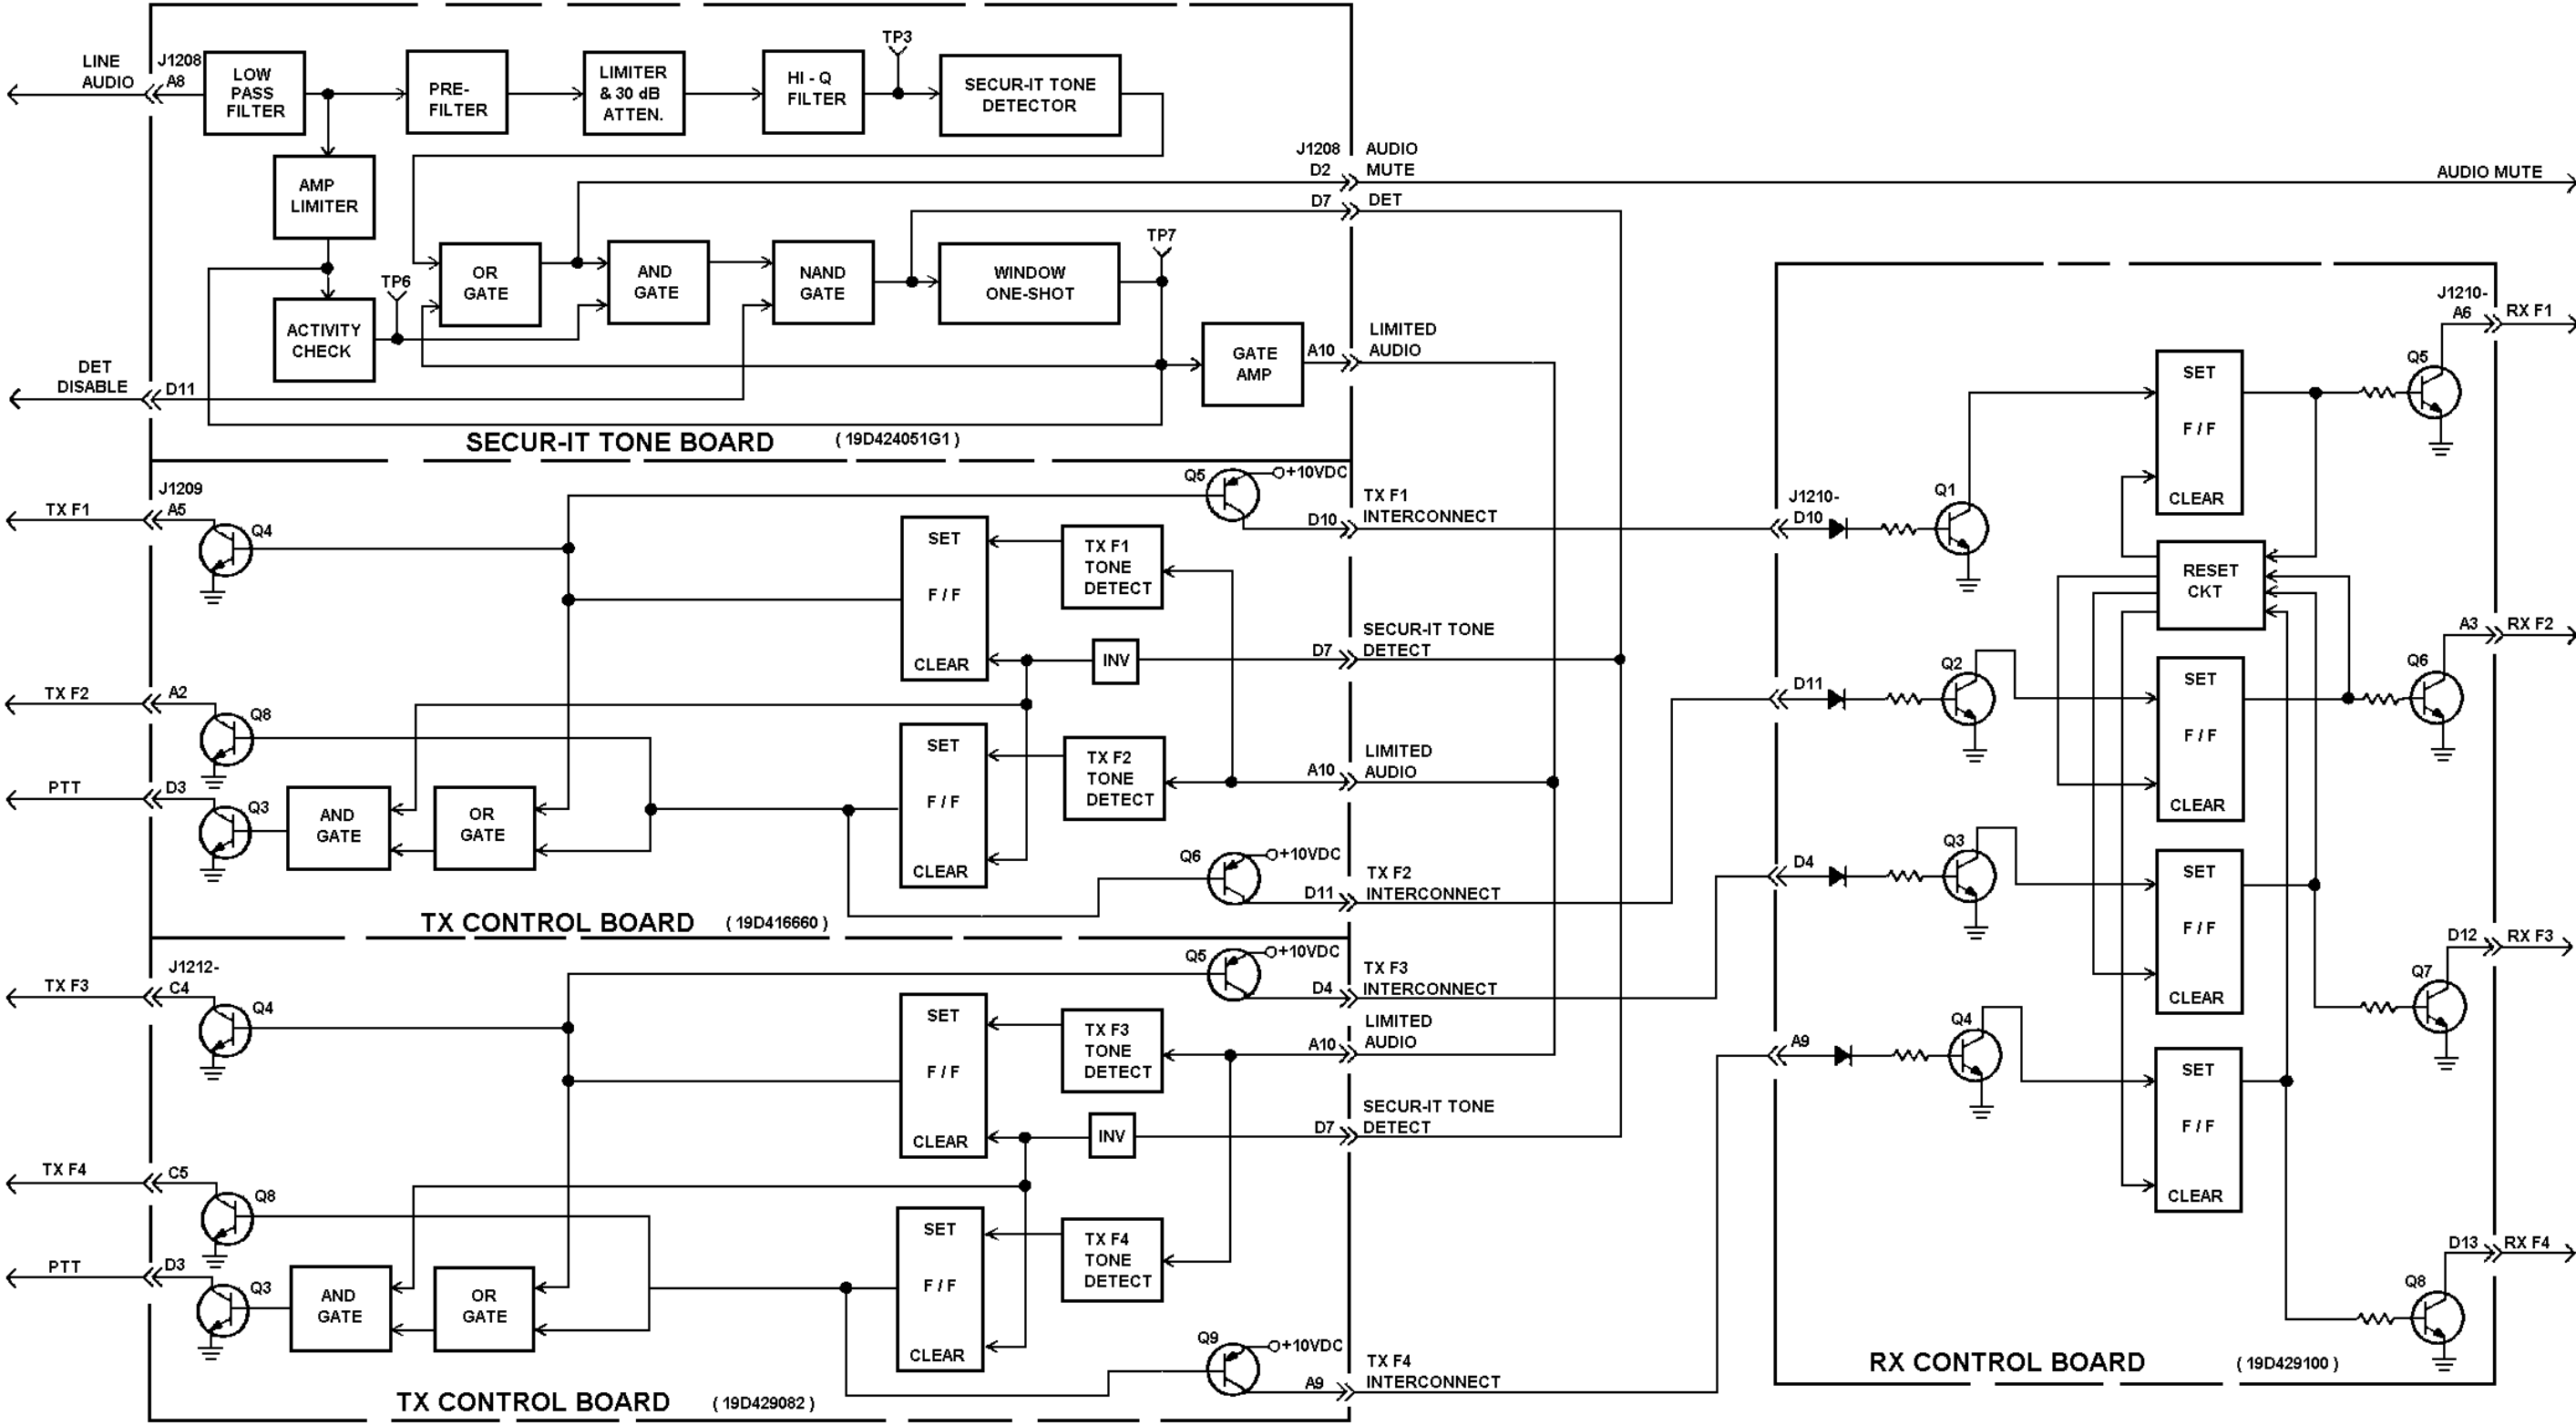 LINE
AUDIO
J1208
A8
LOW
PASS
FILTER
PRE-
FILTER
LIMITER
& 30 dB
ATTEN.
HI - Q
FILTER
TP3
SECUR-IT TONE
DETECTOR
AMP
LIMITER
J1208
D2
AUDIO
MUTE
AUDIO MUTE
D7
DET
TP6
OR
GATE
AND
GATE
NAND
GATE
WINDOW
ONE-SHOT
TP7
ACTIVITY
CHECK
GATE
AMP
A10
LIMITED
AUDIO
DET
DISABLE
D11
SECUR-IT TONE BOARD
( 19D424051G1 )
J1209
TX F1
A5
Q4
Q5
+10VDC
TX F1
INTERCONNECT
D10
SET
F / F
CLEAR
TX F1
TONE
DETECT
INV
SECUR-IT TONE
DETECT
D7
TX F2
A2
Q8
PTT
D3
Q3
AND
GATE
OR
GATE
SET
F / F
CLEAR
TX F2
TONE
DETECT
LIMITED
AUDIO
A10
Q6
+10VDC
TX F2
INTERCONNECT
D11
TX CONTROL BOARD
( 19D416660 )
J1212-
TX F3
C4
Q4
Q5
+10VDC
TX F3
INTERCONNECT
D4
SET
F / F
CLEAR
TX F3
TONE
DETECT
LIMITED
AUDIO
A10
INV
SECUR-IT TONE
DETECT
D7
TX F4
C5
Q8
PTT
D3
Q3
AND
GATE
OR
GATE
SET
F / F
CLEAR
TX F4
TONE
DETECT
Q9
+10VDC
TX F4
INTERCONNECT
A9
TX CONTROL BOARD
( 19D429082 )
J1210-
D10
Q1
SET
F / F
CLEAR
J1210-
A6
RX F1
Q5
RESET
CKT
D11
Q2
SET
F / F
CLEAR
A3
RX F2
Q6
D4
Q3
SET
F / F
CLEAR
D12
RX F3
Q7
A9
Q4
SET
F / F
CLEAR
D13
RX F4
Q8
RX CONTROL BOARD
( 19D429100 )